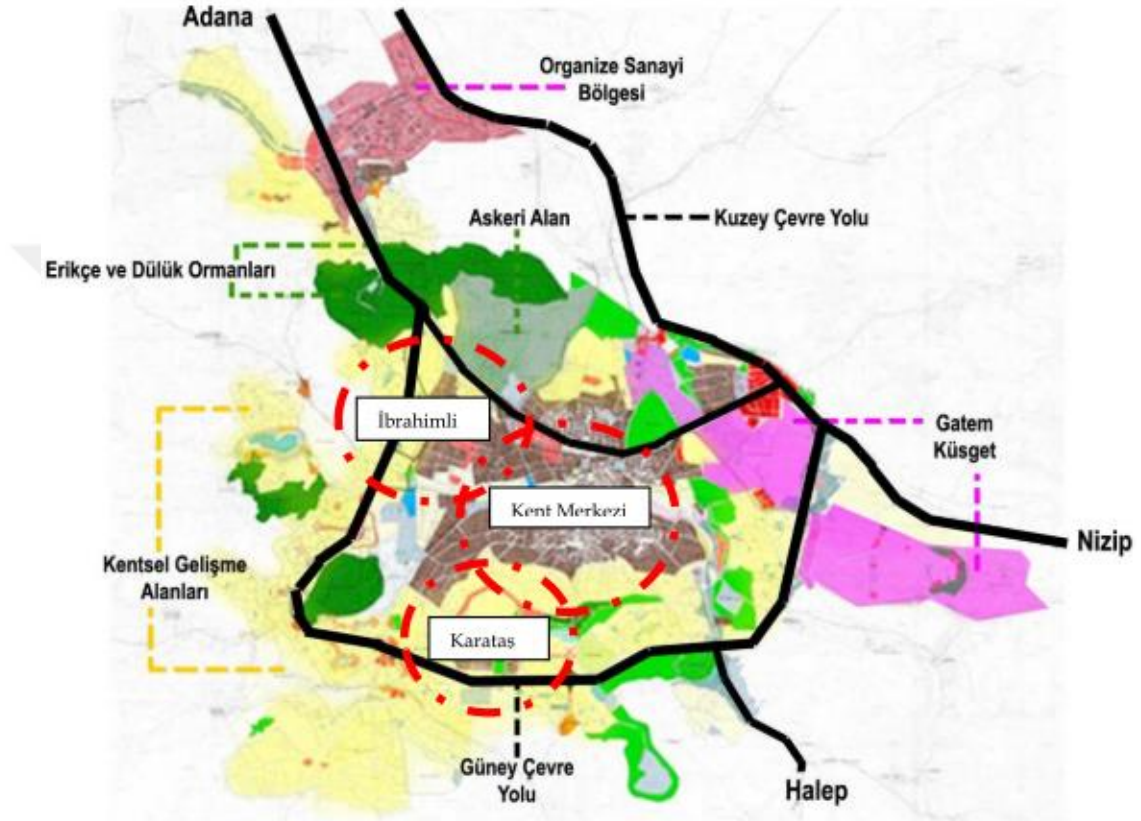 Adana
Organize Sanayi
Bölgesi
Askeri Alan
Kuzey Çevre Yolu
Erikçe ve Dülük Ormanları
İbrahimli
Gatem
Küsget
Kent Merkezi
Nizip
Kentsel Gelişme
Alanları
Karataş
Güney Çevre
Yolu
Halep